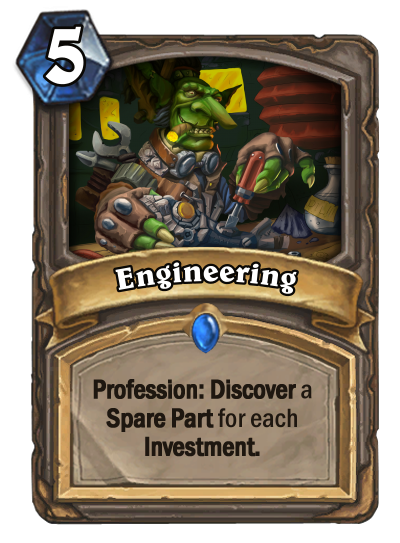 5
Engineering
Profession: Discover a
Spare Part for each
Investment.